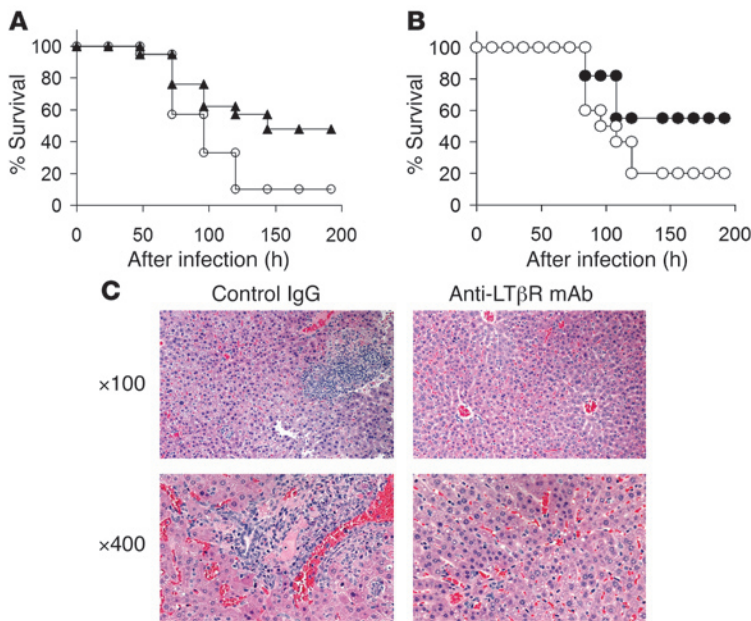 A
100
80
60
40
20
0
% Survival
0 50 100 150 200
After infection (h)
B
100
80
60
40
20
0
% Survival
0 50 100 150 200
After infection (h)
C
Control IgG Anti-LTβR mAb
×100
×400